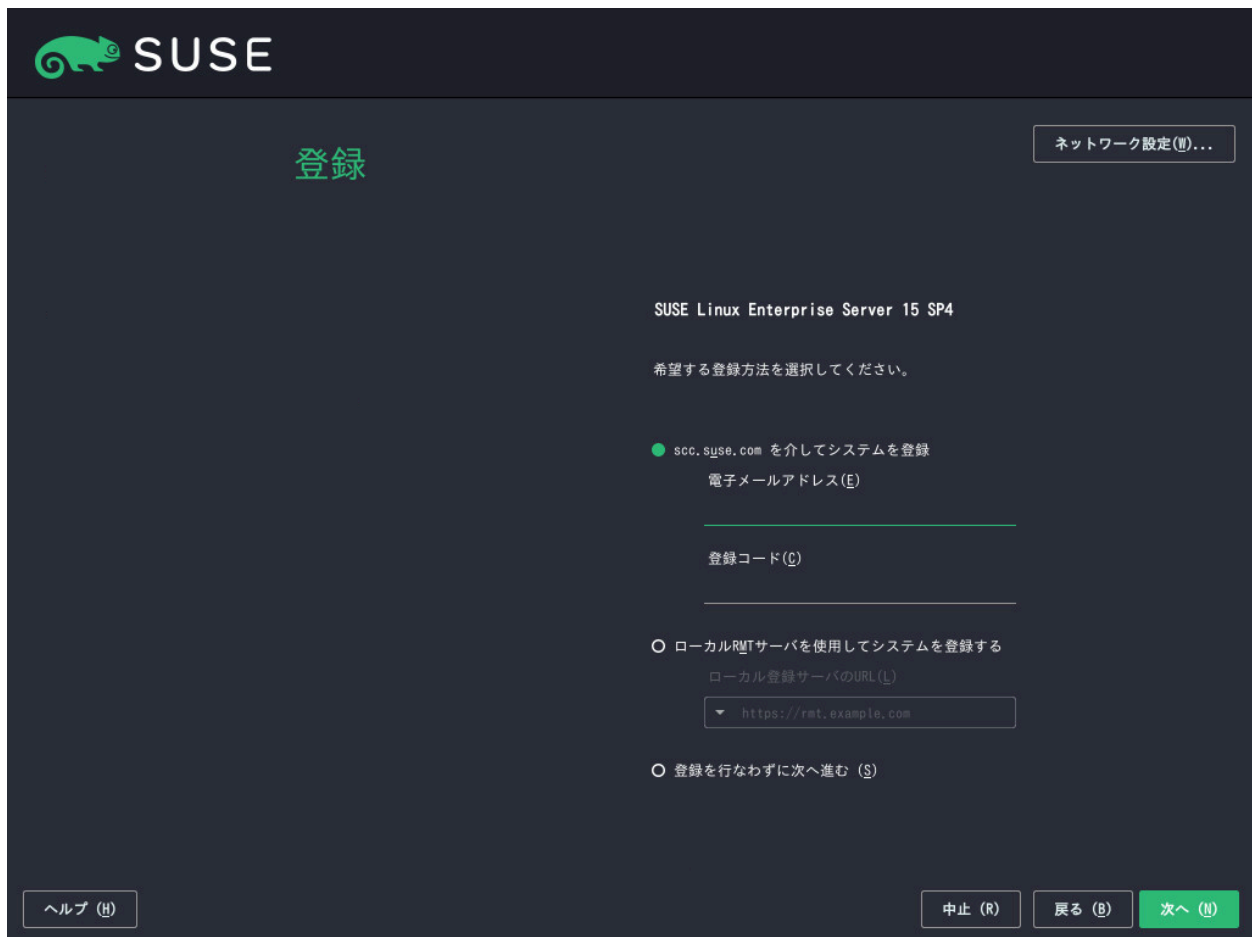 SUSE
ネットワーク設定(W)...
登録
SUSE Linux Enterprise Server 15 SP4
希望する登録方法を選択してください。
scc.suse.com を介してシステムを登録
電子メールアドレス(E)
登録コード(C)
ローカルRMTサーバを使用してシステムを登録する
ローカル登録サーバのURL(L)
https://rmt.example.com
登録を行なわずに次へ進む (S)
ヘルプ (H)
中止 (R)
戻る (B)
次へ (N)